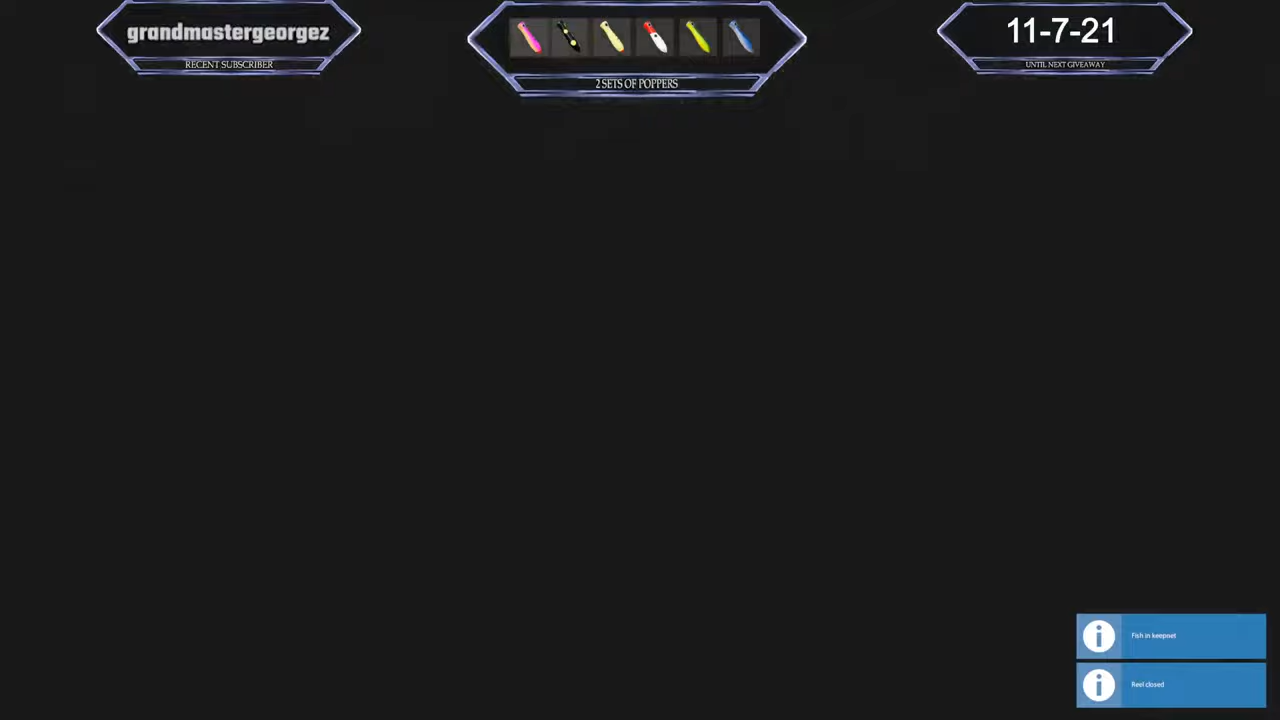 grandmastergeorgez
RECENT SUBSCRIBER
2 SETS OF POPPERS
11-7-21
UNTIL NEXT GIVEAWAY
Fish in keepnet
Reel closed